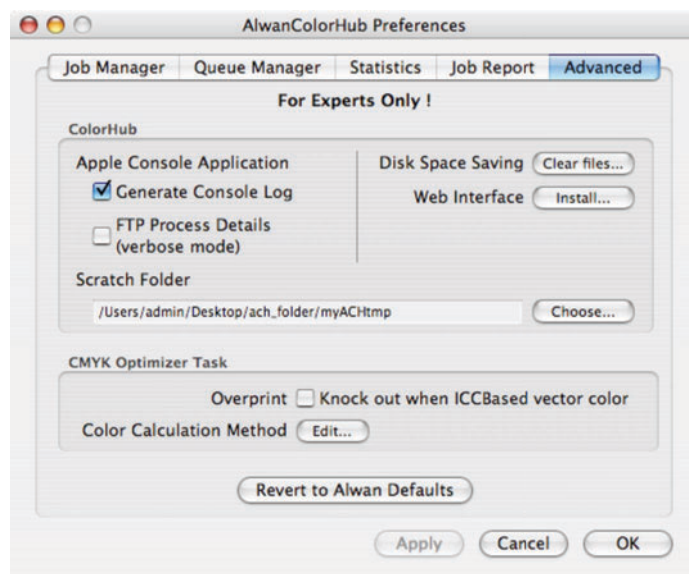 AlwanColorHub Preferences
Job Manager Queue Manager Statistics Job Report Advanced
For Experts Only !
ColorHub
Apple Console Application
Generate Console Log
FTP Process Details
(verbose mode)
Disk Space Saving Clear files...
Web Interface Install...
Scratch Folder
/Users/admin/Desktop/ach_folder/myACHtmp Choose...
CMYK Optimizer Task
Overprint Knock out when ICCBased vector color
Color Calculation Method Edit...
Revert to Alwan Defaults
Apply Cancel OK